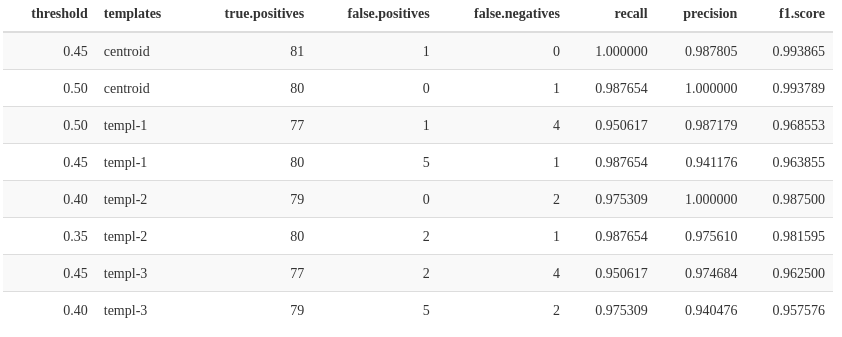 threshold templates true.positives false.positives false.negatives recall precision f1.score
0.45 centroid 81 1 0 1.000000 0.987805 0.993865
0.50 centroid 80 0 1 0.987654 1.000000 0.993789
0.50 templ-1 77 1 4 0.950617 0.987179 0.968553
0.45 templ-1 80 5 1 0.987654 0.941176 0.963855
0.40 templ-2 79 0 2 0.975309 1.000000 0.987500
0.35 templ-2 80 2 1 0.987654 0.975610 0.981595
0.45 templ-3 77 2 4 0.950617 0.974684 0.962500
0.40 templ-3 79 5 2 0.975309 0.940476 0.957576